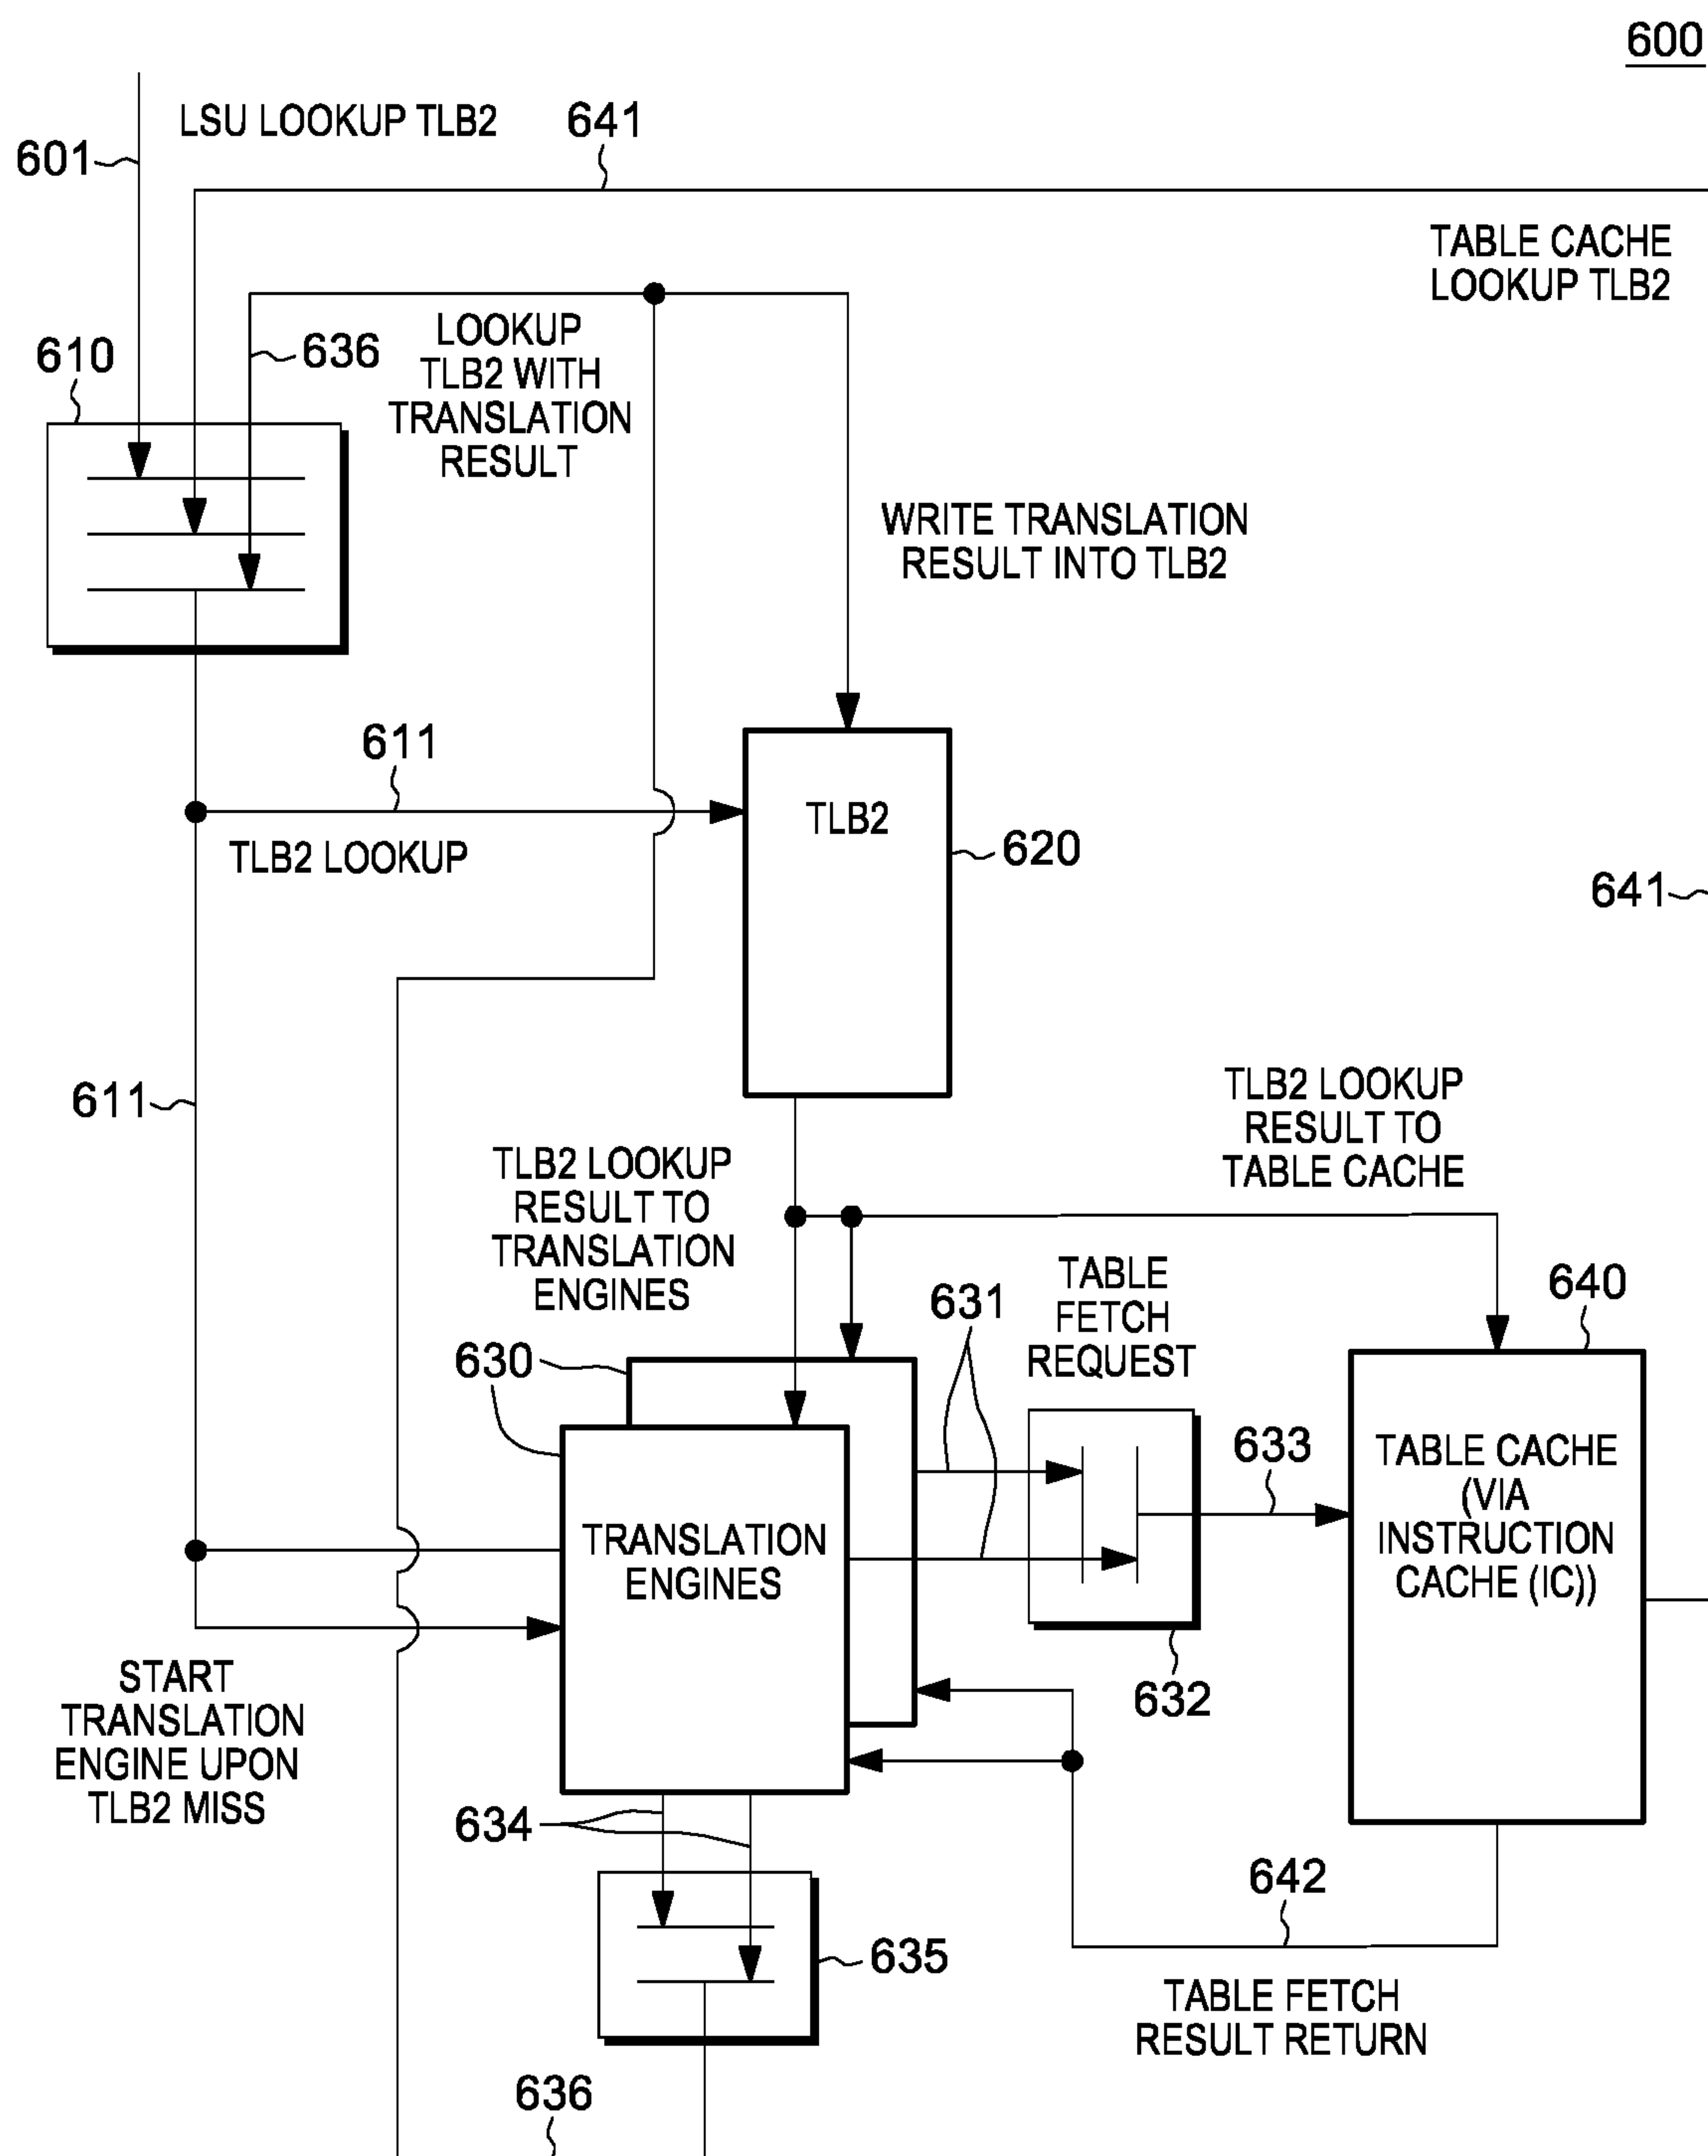 600
LSU LOOKUP TLB2
641
601
TABLE CACHE
LOOKUP TLB2
610
636
LOOKUP
TLB2 WITH
TRANSLATION
RESULT
WRITE TRANSLATION
RESULT INTO TLB2
611
TLB2 LOOKUP
TLB2
620
641
611
TLB2 LOOKUP
RESULT TO
TRANSLATION
ENGINES
TLB2 LOOKUP
RESULT TO
TABLE CACHE
630
631
TABLE
FETCH
REQUEST
640
633
TRANSLATION
ENGINES
TABLE CACHE
(VIA
INSTRUCTION
CACHE (IC))
632
START
TRANSLATION
ENGINE UPON
TLB2 MISS
634
635
642
TABLE FETCH
RESULT RETURN
636